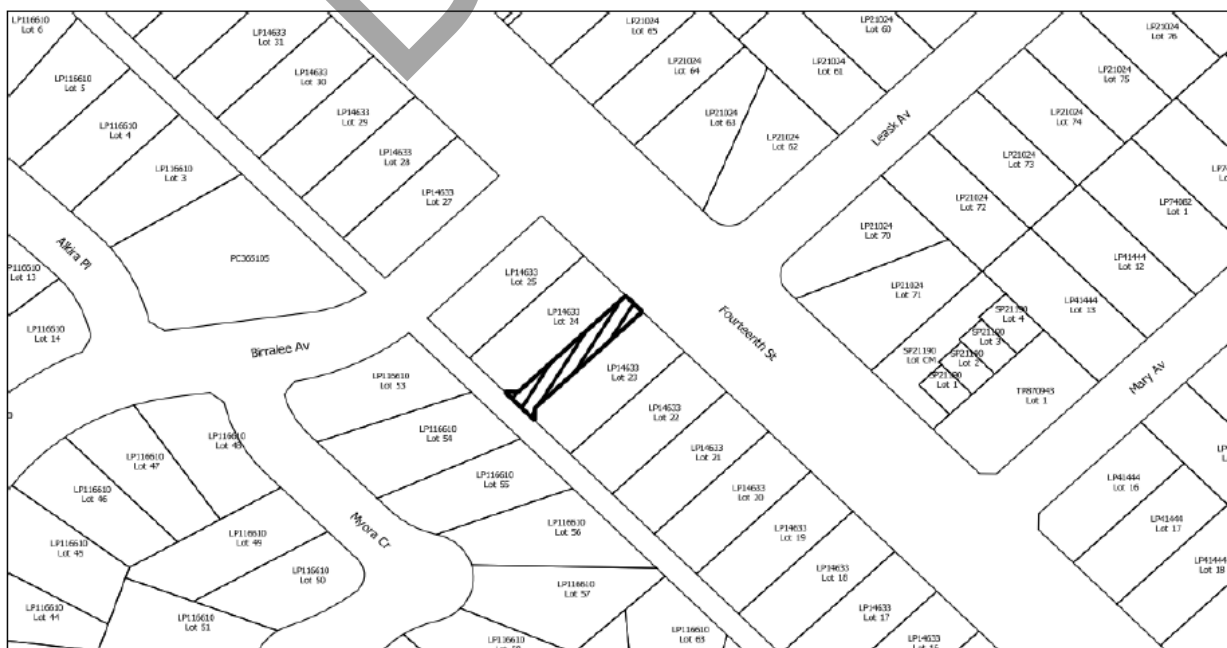 LP116610
Lot 6
LP14633
Lot 31
LP21024
Lot 65
LP21024
Lot 60
LP21024
Lot 76
LP116610
Lot 5
LP14633
Lot 30
LP21024
Lot 64
LP21024
Lot 61
LP21024
Lot 75
LP116610
Lot 4
LP14633
Lot 29
LP21024
Lot 63
Leask Av
LP21024
Lot 74
LP116610
Lot 3
LP14633
Lot 28
LP21024
Lot 62
LP21024
Lot 73
LP14633
Lot 27
LP21024
Lot 72
LP74082
Lot 1
LP21024
Lot 70
Alkira Pl
PC365105
LP116610
Lot 13
LP14633
Lot 25
LP41444
Lot 12
LP21024
Lot 71
LP41444
Lot 13
LP116610
Lot 14
LP14633
Lot 24
Fourteenth St
SP21190
Lot 4
SP21190
Lot 3
Birralee Av
SP21190
Lot CM
SP21190
Lot 2
SP21190
Lot 1
LP14633
Lot 23
LP116610
Lot 53
TP870943
Lot 1
Mary Av
LP14633
Lot 22
LP116610
Lot 54
LP116610
Lot 48
LP116610
Lot 47
LP14633
Lot 21
LP116610
Lot 55
LP41444
Lot 16
LP116610
Lot 46
LP14633
Lot 20
LP116610
Lot 56
LP41444
Lot 17
Myora Cr
LP14633
Lot 19
LP116610
Lot 49
LP116610
Lot 45
LP41444
Lot 18
LP14633
Lot 18
LP116610
Lot 50
LP116610
Lot 57
LP116610
Lot 44
LP116610
Lot 51
LP14633
Lot 17
LP116610
Lot 63
LP116610
LP14633